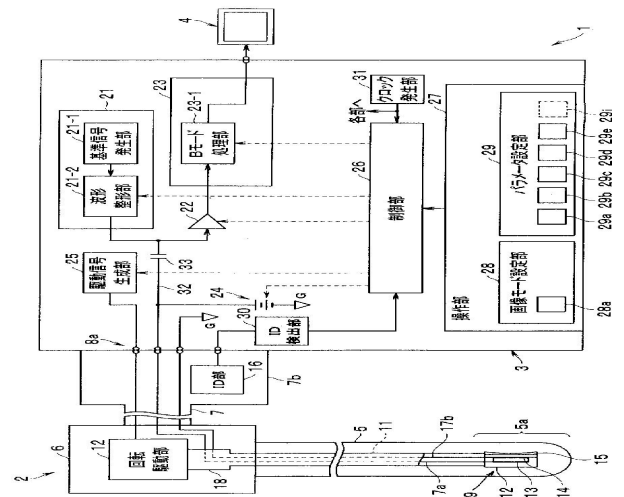 1
2
3
4
5
5a
6
7
7a
7b
8a
9
11
12
回転
駆動部
12
13
14
15
16
ID部
17b
18
21
21-1
基準信号
発生部
21-2
波形
整形部
22
23
23-1
Bモード
処理部
24
25
駆動信号
生成部
26
制御部
27
操作部
28
画像モード設定部
28a
29
パラメータ設定部
29a
29b
29c
29d
29e
29i
30
ID
検出部
31
クロック
発生部
各部へ
32
33
G
G